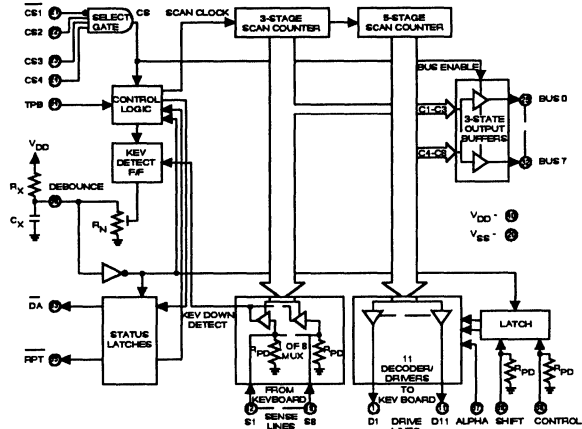 CS1
CS2
CS3
CS4
TPB
SELECT
GATE
CS
SCAN CLOCK
3-STAGE
SCAN COUNTER
5-STAGE
SCAN COUNTER
BUS ENABLE
C1-C3
C4-C8
3-STATE
OUTPUT
BUFFERS
BUS 0
BUS 7
CONTROL
LOGIC
KEY
DETECT
F/F
VDD
RX
DEBOUNCE
CX
RN
VDD - 40
VSS - 20
DA
RPT
STATUS
LATCHES
KEY DOWN
DETECT
RPD
1 OF 8
MUX
RPD
11
DECODER/
DRIVERS
LATCH
RPD
RPD
FROM
KEYBOARD
TO
KEY BOARD
S1
SENSE
LINES
S8
D1
DRIVE
D11
ALPHA
SHIFT
CONTROL